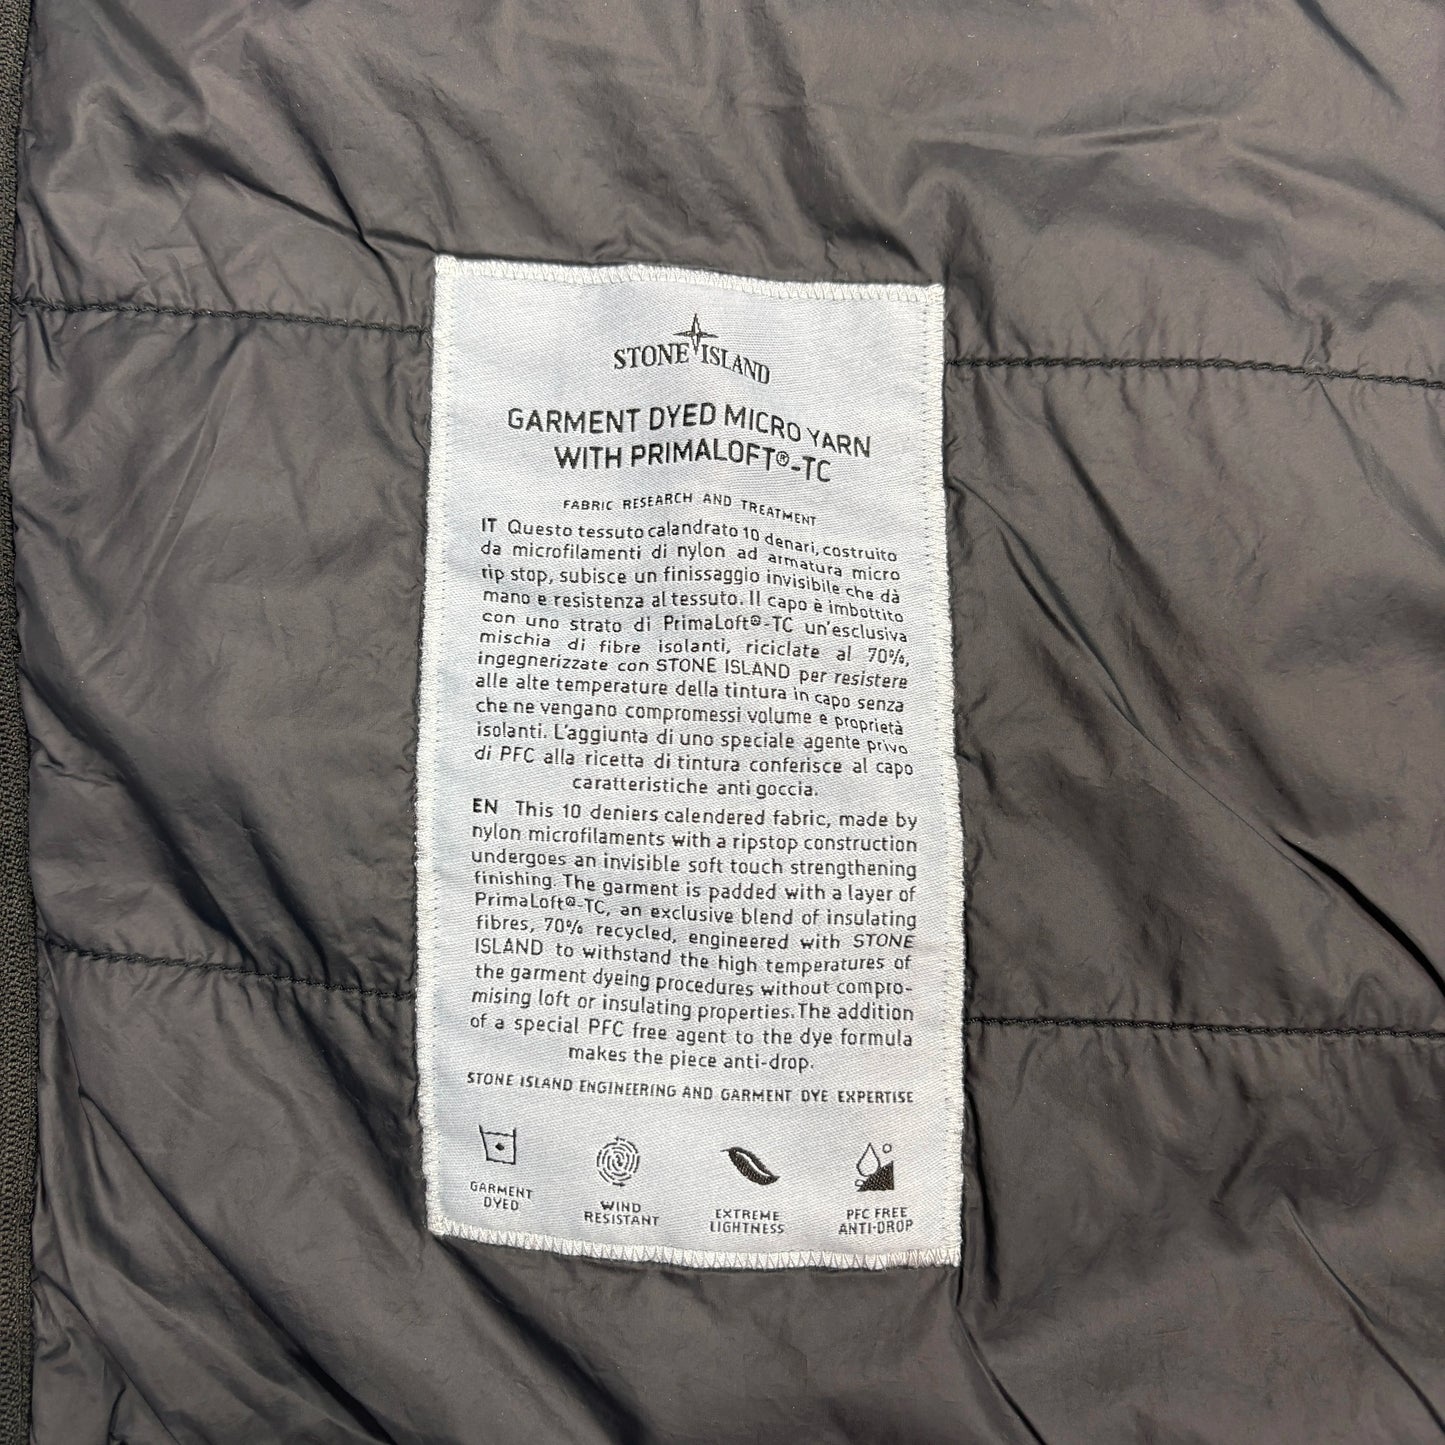 STONE ISLAND
GARMENT DYED MICRO YARN
WITH PRIMALOFT®-TC
FABRIC RESEARCH AND TREATMENT
IT Questo tessuto calandrato 10 denari, costruito
da microfilamenti di nylon ad armatura micro
rip stop, subisce un finissaggio invisibile che dà
mano e resistenza al tessuto. Il capo è imbottito
con uno strato di PrimaLoft®-TC un'esclusiva
mischia di fibre isolanti, riciclate al 70%,
ingegnerizzate con STONE ISLAND per resistere
alle alte temperature della tintura in capo senza
che ne vengano compromessi volume e proprietà
isolanti. L'aggiunta di uno speciale agente privo
di PFC alla ricetta di tintura conferisce al capo
caratteristiche anti goccia.
EN This 10 deniers calendered fabric, made by
nylon microfilaments with a ripstop construction
undergoes an invisible soft touch strengthening
finishing. The garment is padded with a layer of
PrimaLoft®-TC, an exclusive blend of insulating
fibres, 70% recycled, engineered with STONE
ISLAND to withstand the high temperatures of
the garment dyeing procedures without compro-
mising loft or insulating properties. The addition
of a special PFC free agent to the dye formula
makes the piece anti-drop.
STONE ISLAND ENGINEERING AND GARMENT DYE EXPERTISE
GARMENT
DYED
WIND
RESISTANT
EXTREME
LIGHTNESS
PFC FREE
ANTI-DROP